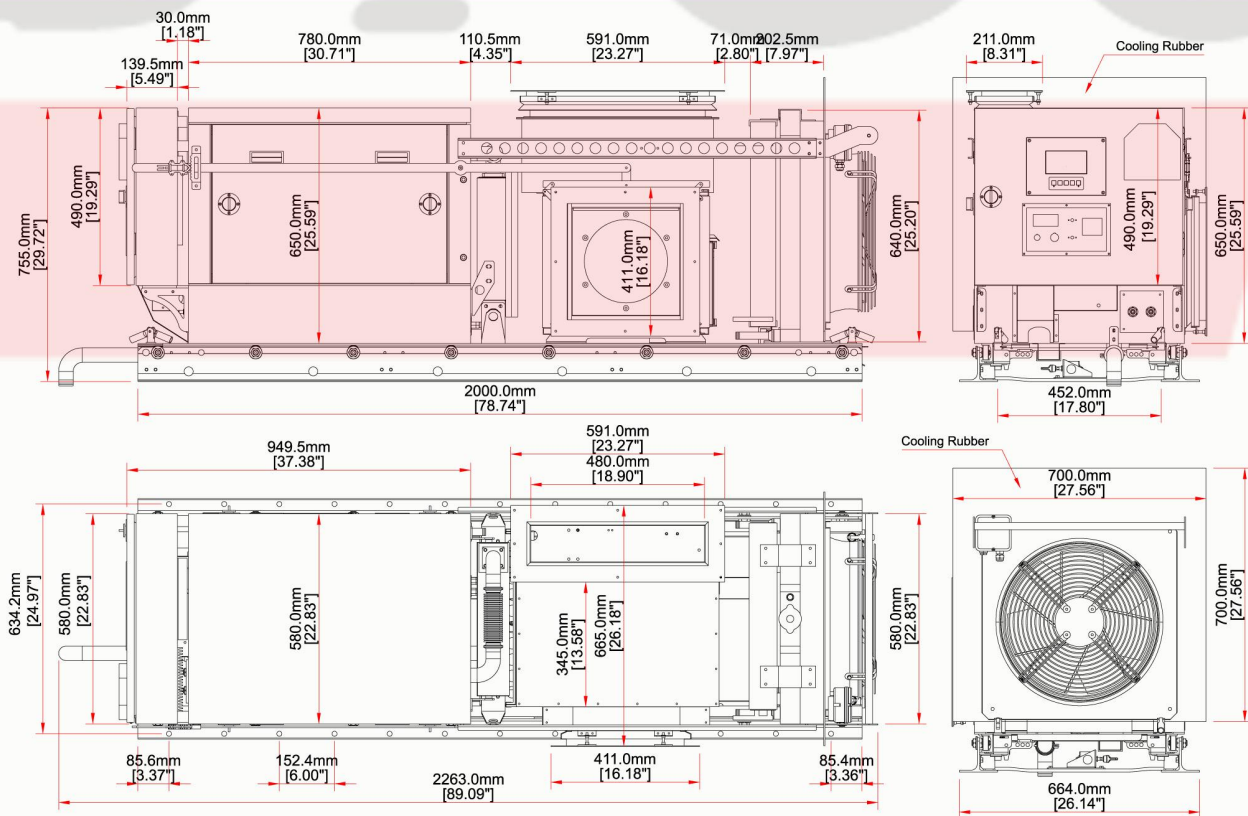 30.0mm
[1.18"]
780.0mm
[30.71"]
110.5mm
[4.35"]
591.0mm
[23.27"]
71.0mm
[2.80"]
202.5mm
[7.97"]
139.5mm
[5.49"]
755.0mm
[29.72"]
490.0mm
[19.29"]
650.0mm
[25.59"]
411.0mm
[16.18"]
640.0mm
[25.20"]
2000.0mm
[78.74"]
211.0mm
[8.31"]
Cooling Rubber
490.0mm
[19.29"]
650.0mm
[25.59"]
452.0mm
[17.80"]
949.5mm
[37.38"]
591.0mm
[23.27"]
480.0mm
[18.90"]
634.2mm
[24.97"]
580.0mm
[22.83"]
580.0mm
[22.83"]
345.0mm
[13.58"]
665.0mm
[26.18"]
580.0mm
[22.83"]
85.6mm
[3.37"]
152.4mm
[6.00"]
2263.0mm
[89.09"]
411.0mm
[16.18"]
85.4mm
[3.36"]
Cooling Rubber
700.0mm
[27.56"]
700.0mm
[27.56"]
664.0mm
[26.14"]